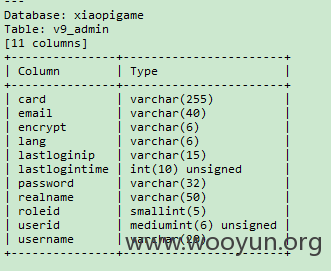 ---
Database: xiaopigame
Table: v9_admin
[11 columns]
+---------------+-----------------------+
| Column | Type |
+---------------+-----------------------+
| card | varchar(255) |
| email | varchar(40) |
| encrypt | varchar(6) |
| lang | varchar(6) |
| lastloginip | varchar(15) |
| lastlogintime | int(10) unsigned |
| password | varchar(32) |
| realname | varchar(50) |
| roleid | smallint(5) |
| userid | mediumint(6) unsigned |
| username | varchar(20) |
+---------------+-----------------------+
www.wooyun.org